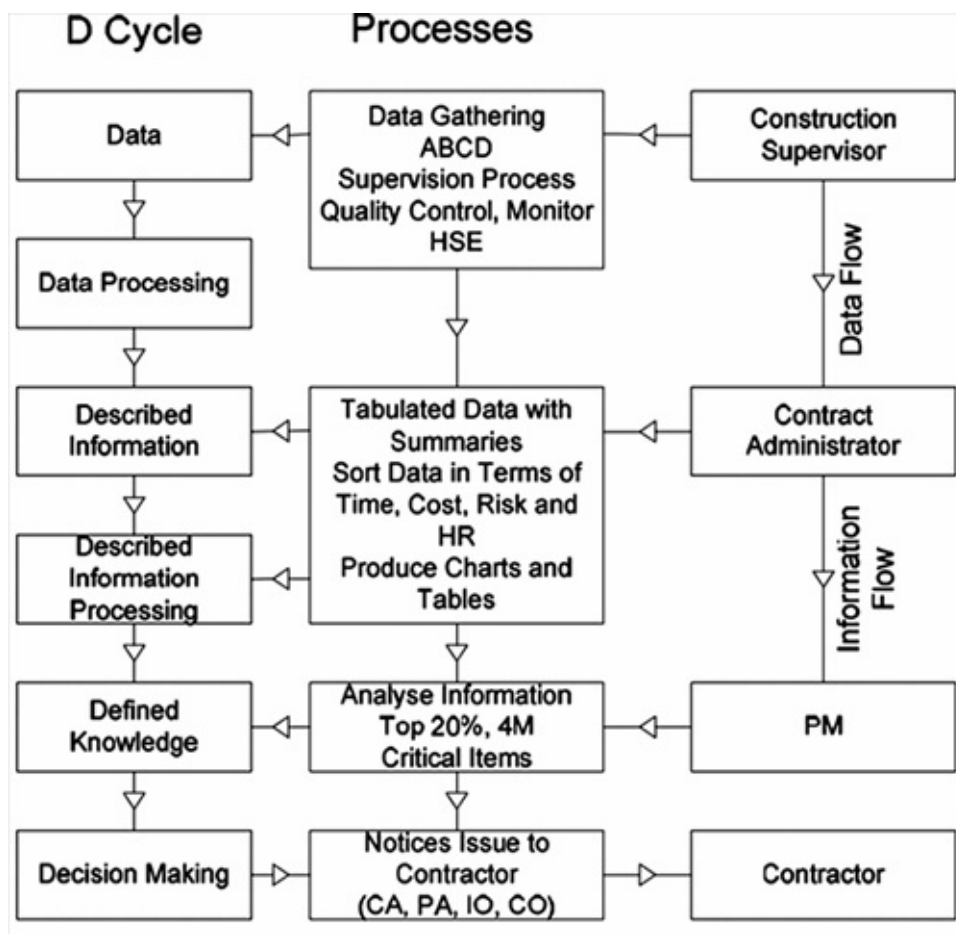 D Cycle
Processes
Data
Data Gathering
ABCD
Supervision Process
Quality Control, Monitor
HSE
Construction
Supervisor
Data Processing
Data Flow
Described
Information
Tabulated Data with
Summaries
Sort Data in Terms of
Time, Cost, Risk and
HR
Produce Charts and
Tables
Contract
Administrator
Described
Information
Processing
Information
Flow
Defined
Knowledge
Analyse Information
Top 20%, 4M
Critical Items
PM
Decision Making
Notices Issue to
Contractor
(CA, PA, IO, CO)
Contractor